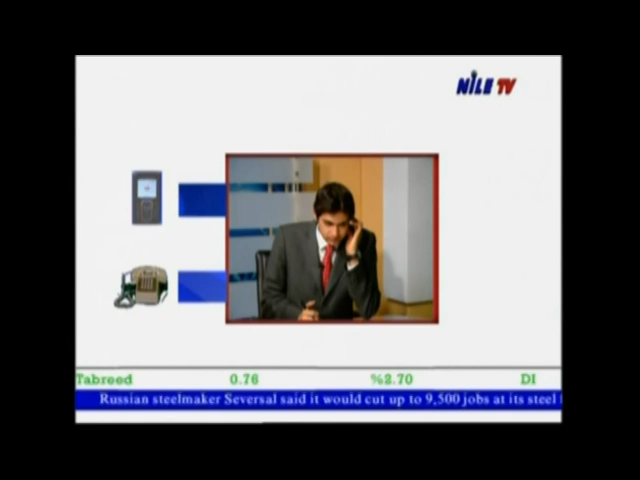 NiLE TV
Tabreed 0.76 %2.70 DI
Russian steelmaker Seversal said it would cut up to 9,500 jobs at its steel